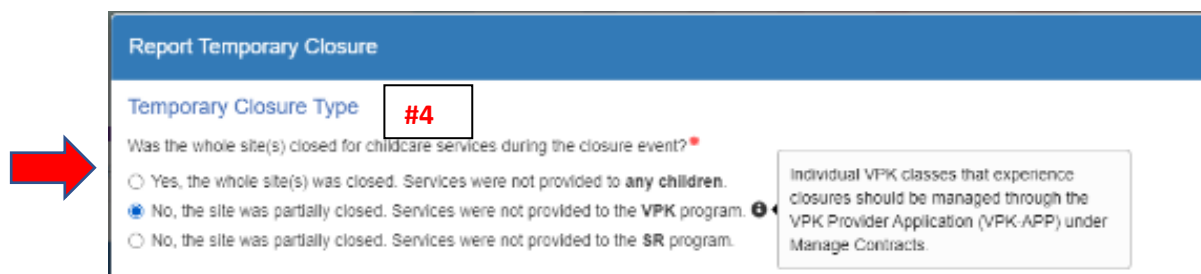 Report Temporary Closure
Temporary Closure Type
#4
Was the whole site(s) closed for childcare services during the closure event?*
Yes, the whole site(s) was closed. Services were not provided to any children.
No, the site was partially closed. Services were not provided to the VPK program.
No, the site was partially closed. Services were not provided to the SR program.
Individual VPK classes that experience
closures should be managed through the
VPK Provider Application (VPK-APP) under
Manage Contracts.